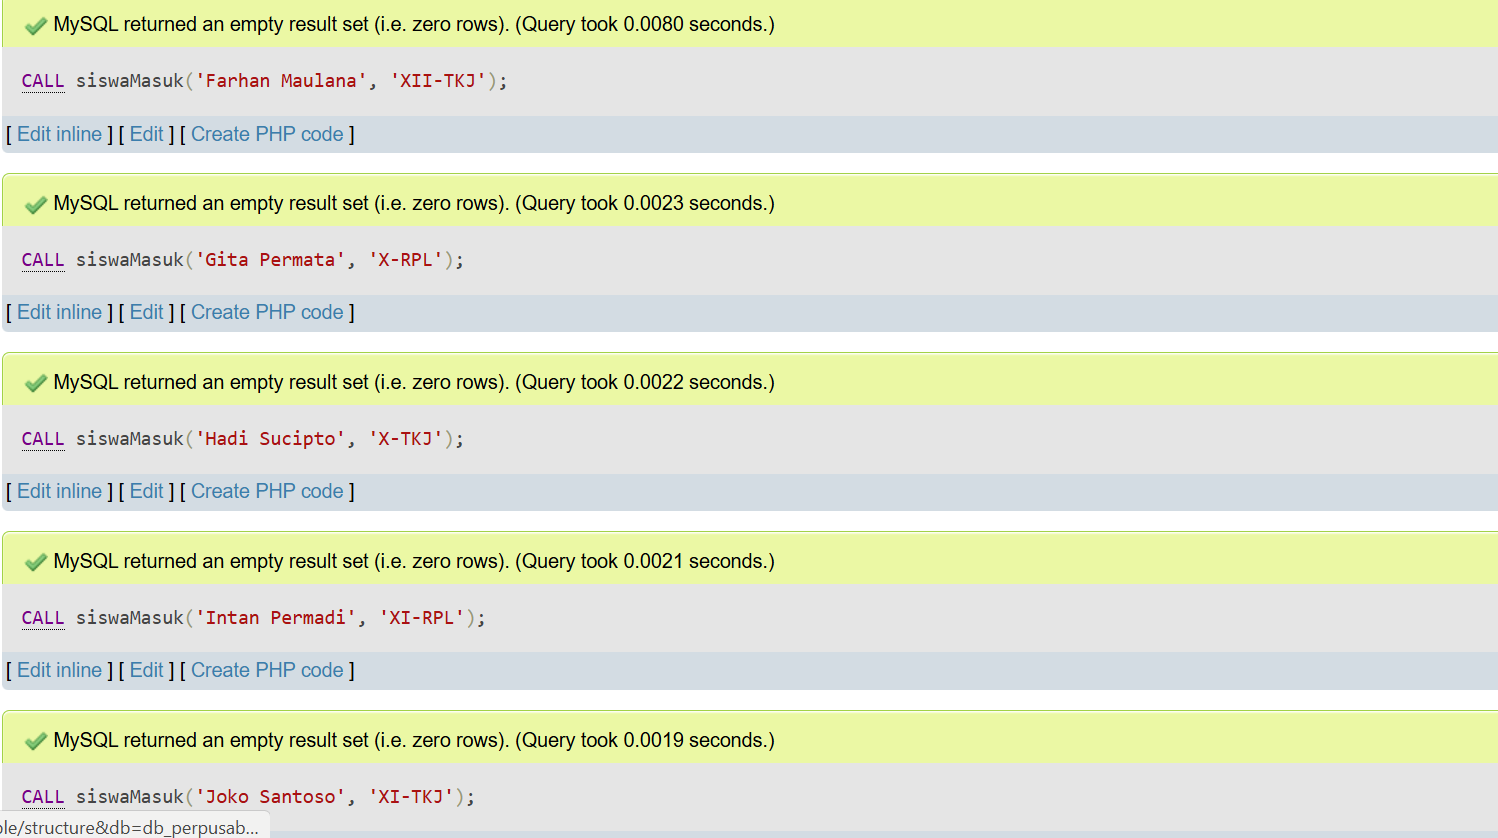 MySQL returned an empty result set (i.e. zero rows). (Query took 0.0080 seconds.)
CALL siswaMasuk('Farhan Maulana', 'XII-TKJ');
[ Edit inline ] [ Edit ] [ Create PHP code ]
MySQL returned an empty result set (i.e. zero rows). (Query took 0.0023 seconds.)
CALL siswaMasuk('Gita Permata', 'X-RPL');
[ Edit inline ] [ Edit ] [ Create PHP code ]
MySQL returned an empty result set (i.e. zero rows). (Query took 0.0022 seconds.)
CALL siswaMasuk('Hadi Sucipto', 'X-TKJ');
[ Edit inline ] [ Edit ] [ Create PHP code ]
MySQL returned an empty result set (i.e. zero rows). (Query took 0.0021 seconds.)
CALL siswaMasuk('Intan Permadi', 'XI-RPL');
[ Edit inline ] [ Edit ] [ Create PHP code ]
MySQL returned an empty result set (i.e. zero rows). (Query took 0.0019 seconds.)
CALL siswaMasuk('Joko Santoso', 'XI-TKJ');
ble/structure&db=db_perpusab...